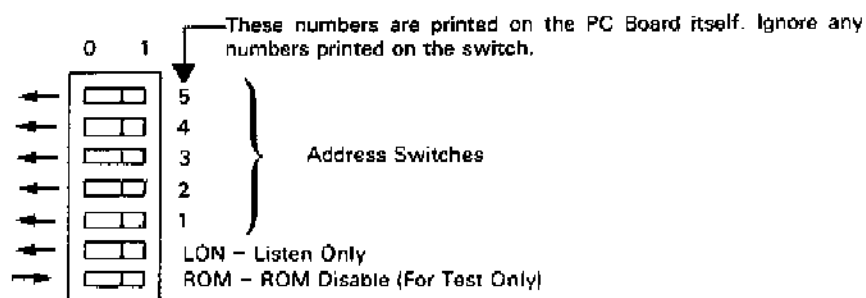 These numbers are printed on the PC Board itself. Ignore any
0 1 numbers printed on the switch.
5
4
3 Address Switches
2
1
LON – Listen Only
ROM – ROM Disable (For Test Only)